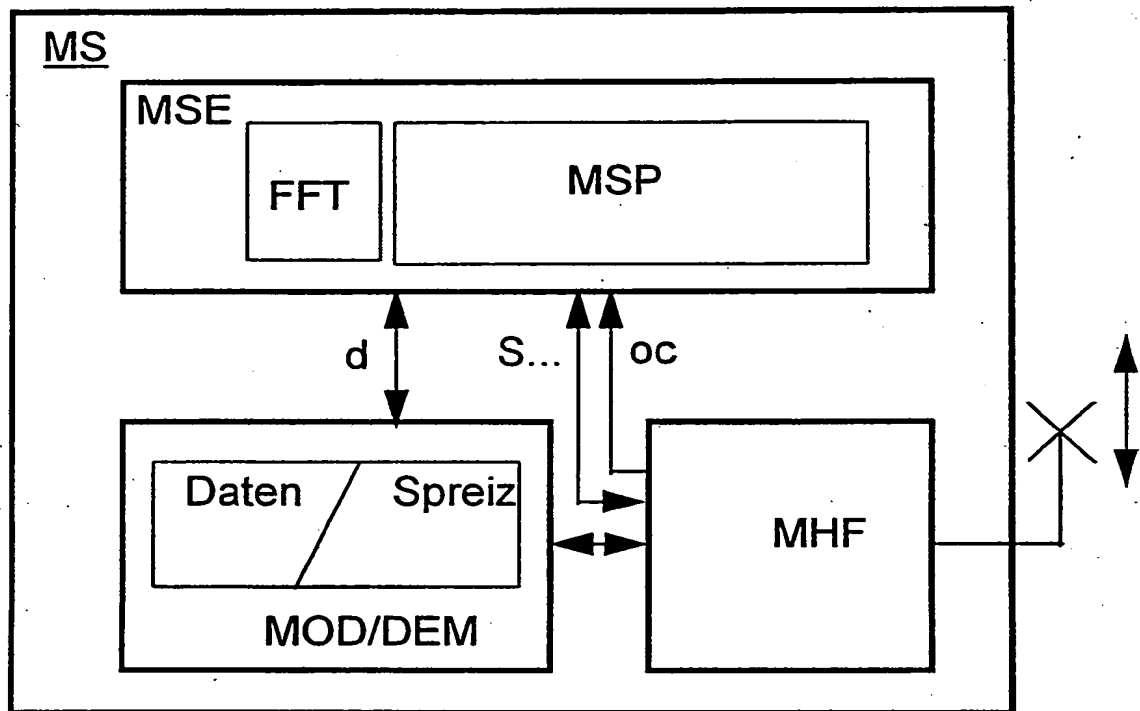 MS
MSE
FFT
MSP
d
S...
oc
Daten
Spreiz
MHF
MOD/DEM